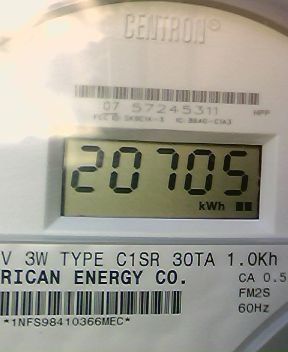 CENTRON®
07 57245311 NPP
20705
kWh
V 3W TYPE C1SR 30TA 1.0Kh
RICAN ENERGY CO. CA 0.5
FM2S
*1NFS98410366MEC* 60Hz